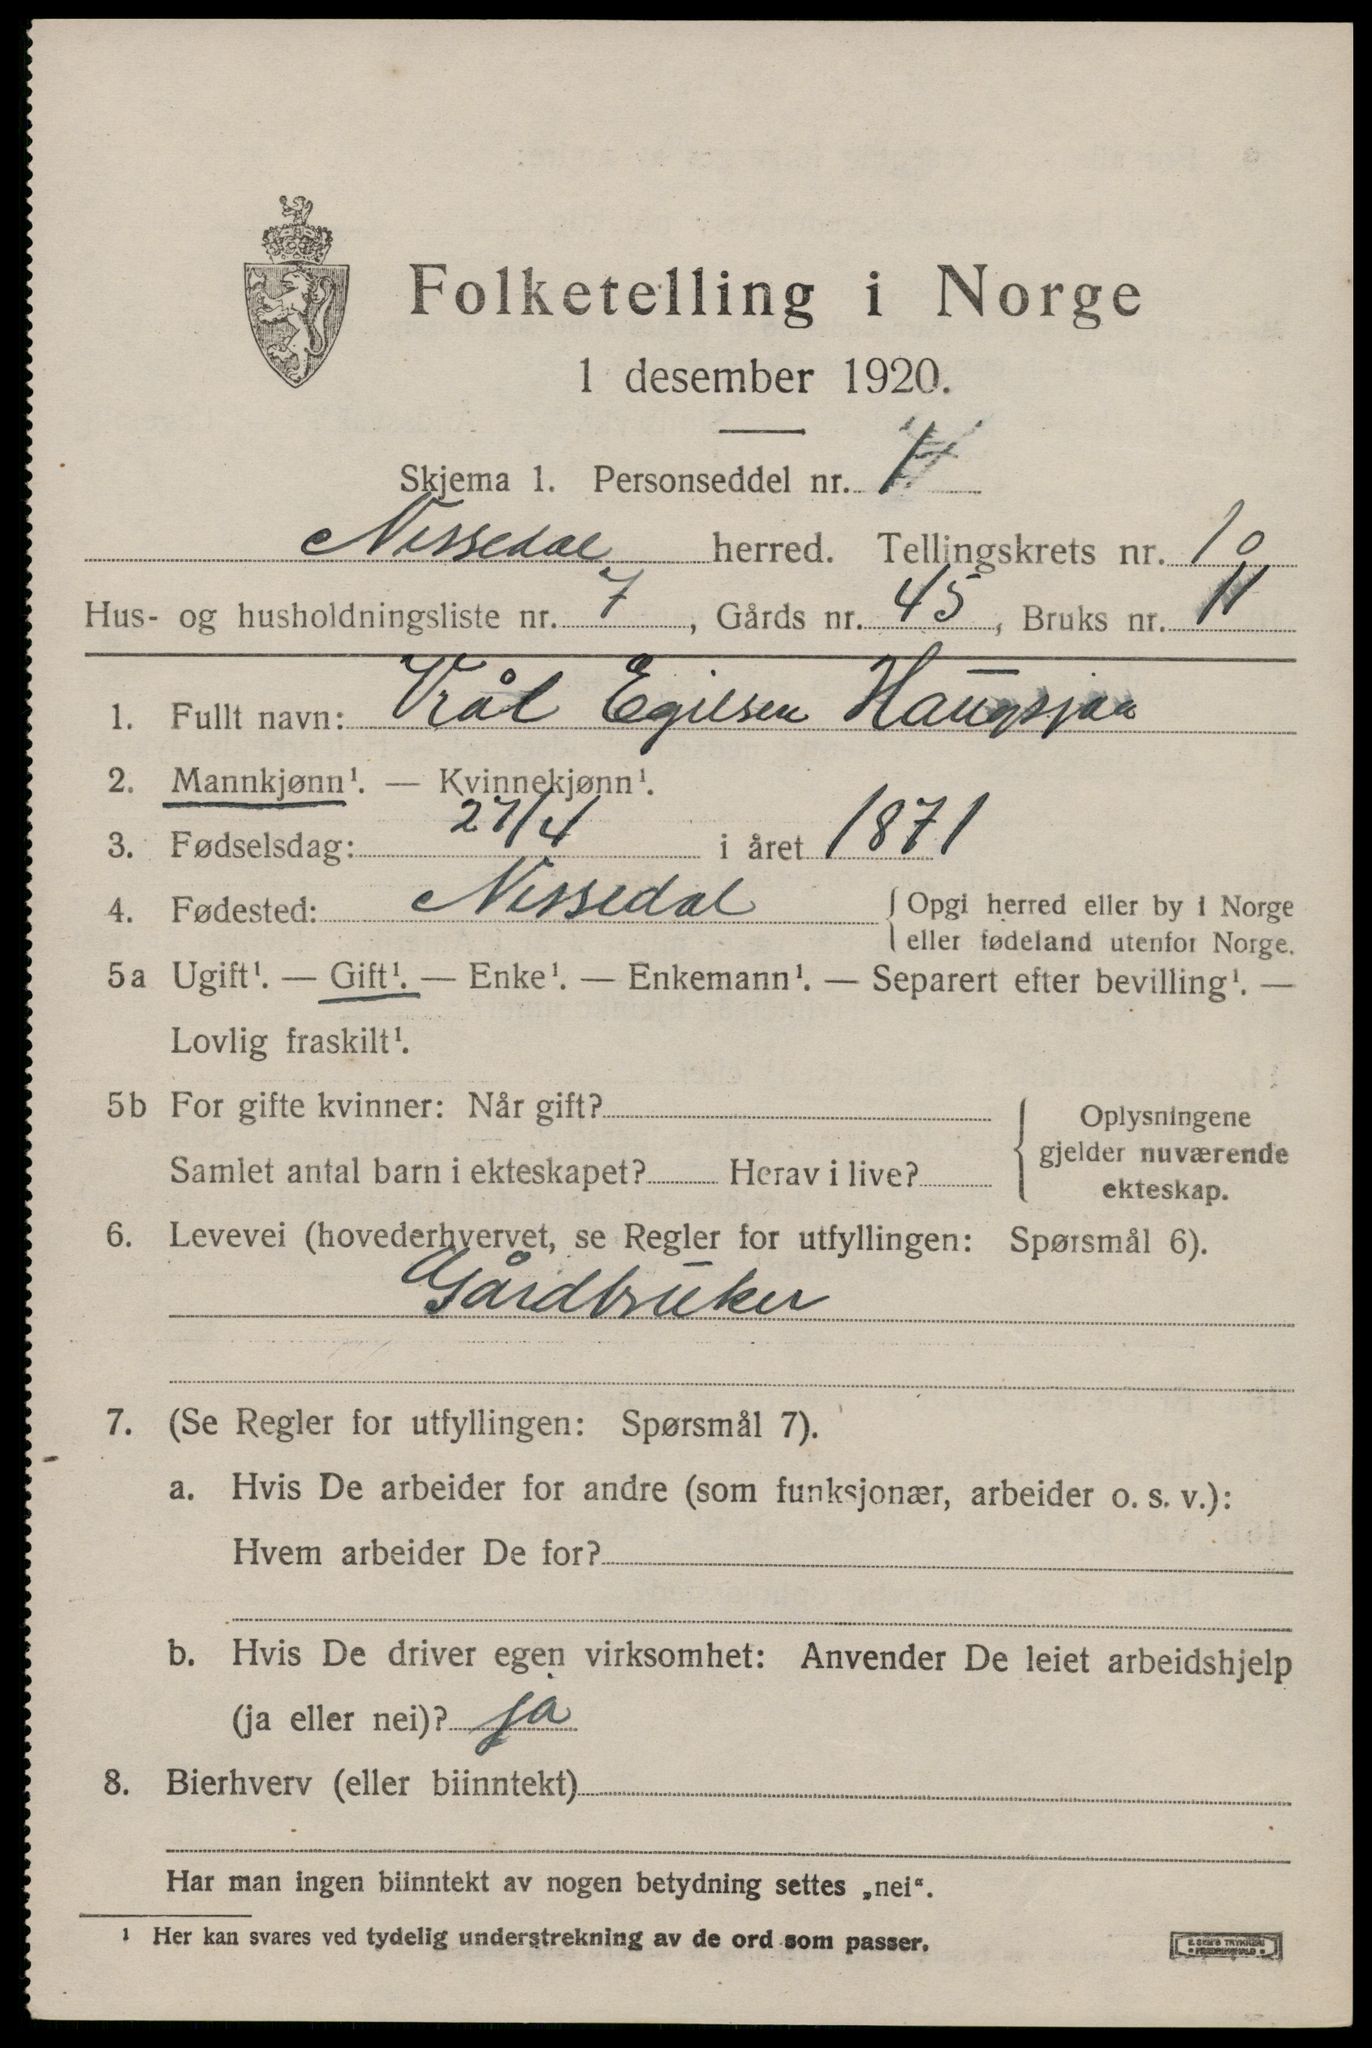 Folketelling i Norge
1 desember 1920.
Skjema 1. Personseddel nr.
Nissedal herred. Tellingskrets nr. 10
Hus- og husholdningsliste nr. 7, Gårds nr. 45, Bruks nr. 11
1. Fullt navn: Vrål Egilsen Haugsjaa
2. Mannkjønn¹. — Kvinnekjønn¹.
3. Fødselsdag: 27/4 i året 1871
4. Fødested: Nissedal { Opgi herred eller by i Norge
eller fødeland utenfor Norge.
5a Ugift¹. — Gift¹. — Enke¹. — Enkemann¹. — Separert efter bevilling¹. —
Lovlig fraskilt¹.
5b For gifte kvinner: Når gift?
Samlet antal barn i ekteskapet? Herav i live?
{ Oplysningene
gjelder nuværende
ekteskap.
6. Levevei (hovederhvervet, se Regler for utfyllingen: Spørsmål 6).
Gårdbruker
7. (Se Regler for utfyllingen: Spørsmål 7).
a. Hvis De arbeider for andre (som funksjonær, arbeider o. s. v.):
Hvem arbeider De for?
b. Hvis De driver egen virksomhet: Anvender De leiet arbeidshjelp
(ja eller nei)? ja
8. Bierhverv (eller biinntekt)
Har man ingen biinntekt av nogen betydning settes „nei“.
¹ Her kan svares ved tydelig understrekning av de ord som passer.